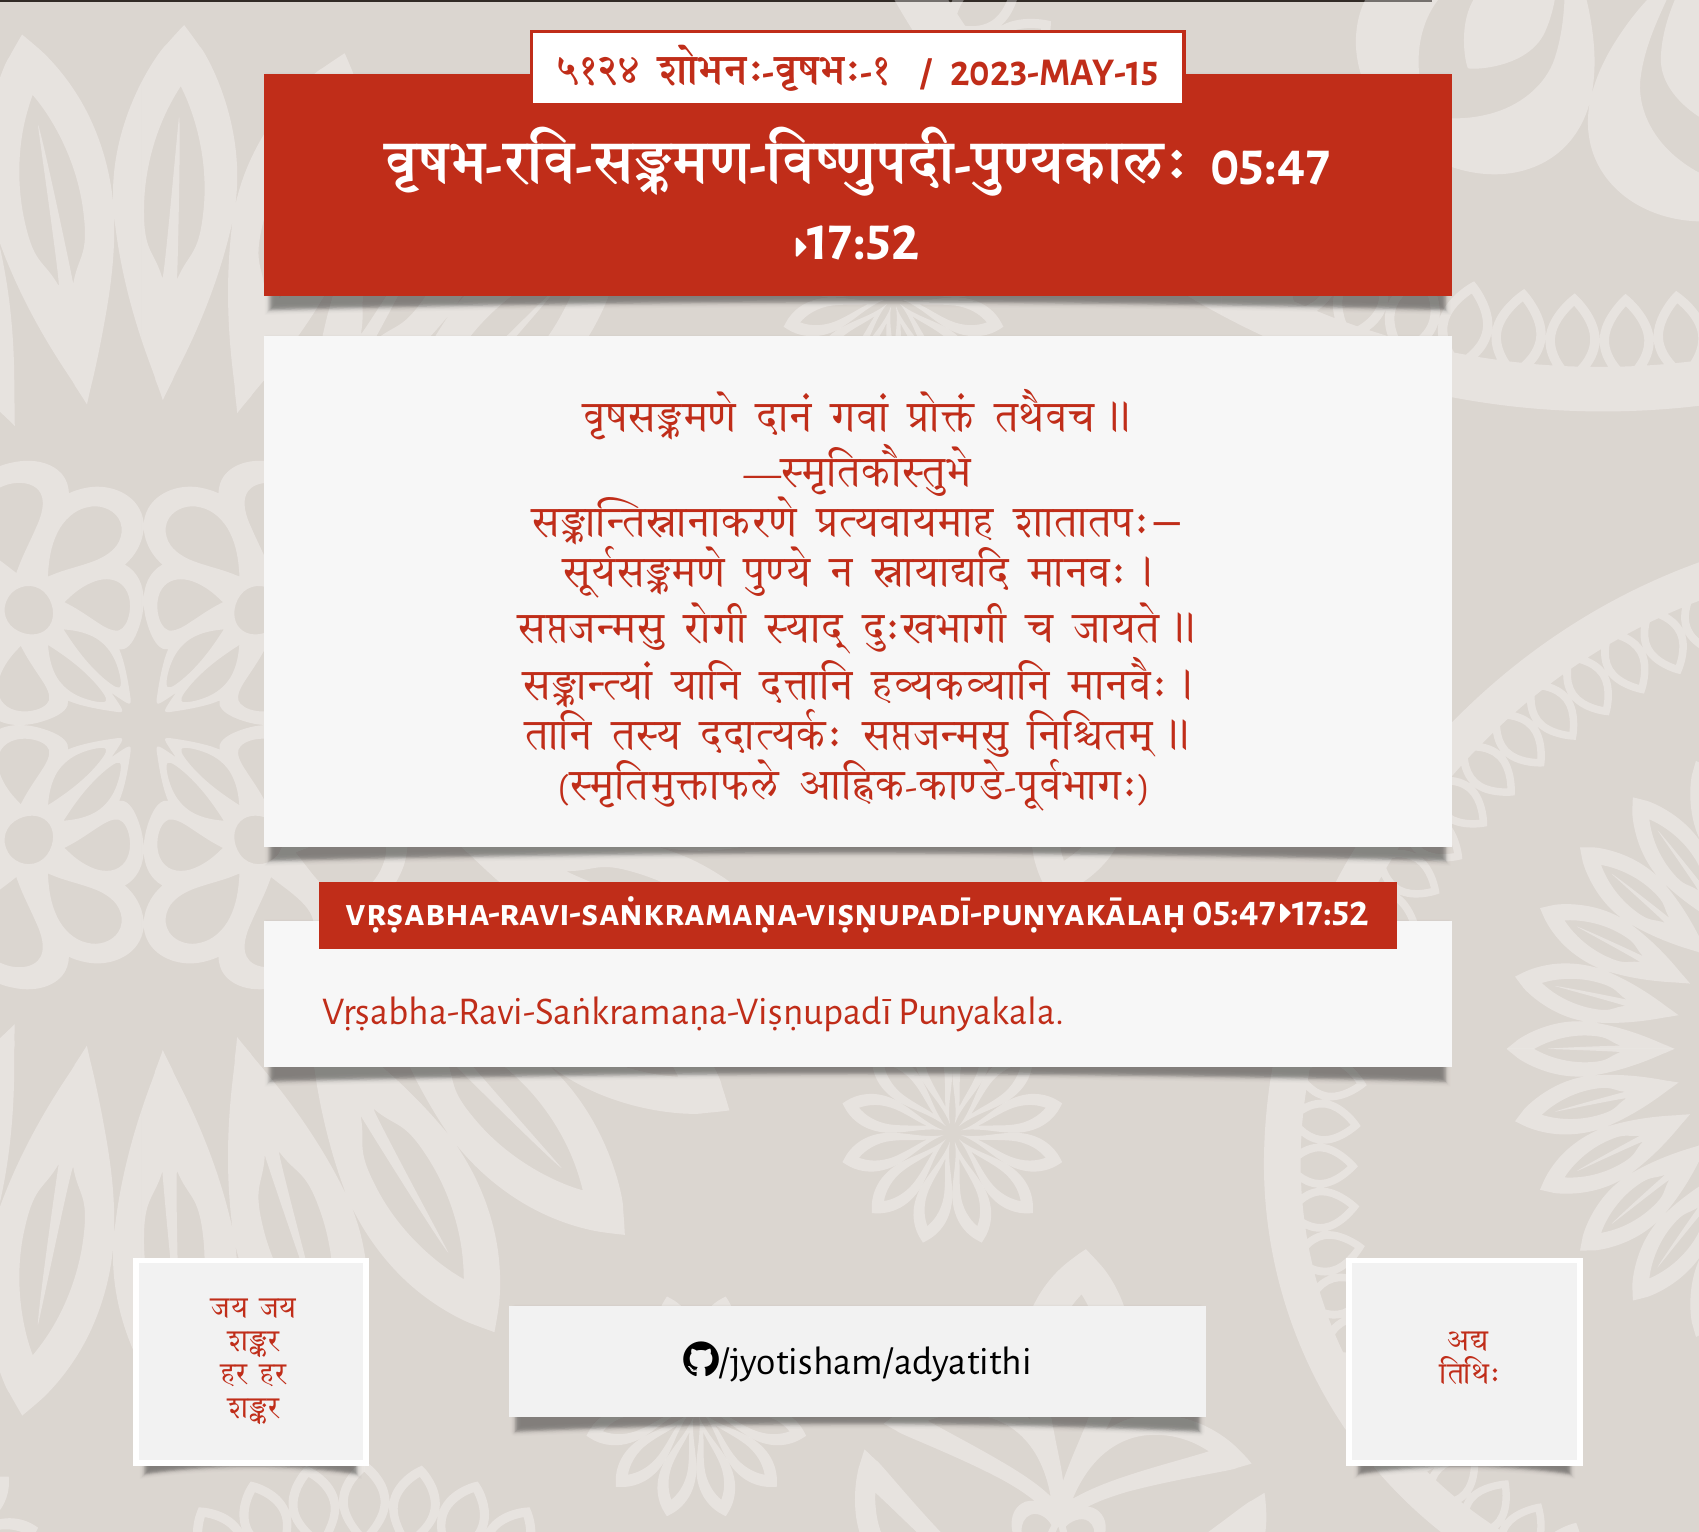 ५१२४ शोभनः-वृषभः-१ / 2023-MAY-15
वृषभ-रवि-सङ्क्रमण-विष्णुपदी-पुण्यकालः 05:47
⏵17:52
वृषसङ्क्रमणे दानं गवां प्रोक्तं तथैवच ॥
—स्मृतिकौस्तुभे
सङ्क्रान्तिस्नानाकरणे प्रत्यवायमाह शातातपः–
सूर्यसङ्क्रमणे पुण्ये न स्नायाद्यदि मानवः ।
सप्तजन्मसु रोगी स्याद् दुःखभागी च जायते ॥
सङ्क्रान्त्यां यानि दत्तानि हव्यकव्यानि मानवैः ।
तानि तस्य ददात्यर्कः सप्तजन्मसु निश्चितम् ॥
(स्मृतिमुक्ताफले आह्निक-काण्डे-पूर्वभागः)
VṚṢABHA-RAVI-SAṄKRAMAṆA-VIṢṆUPADĪ-PUṆYAKĀLAḤ 05:47⏵17:52
Vṛṣabha-Ravi-Saṅkramaṇa-Viṣṇupadī Punyakala.
जय जय
शङ्कर
हर हर
शङ्कर
/jyotisham/adyatithi
अद्य
तिथिः